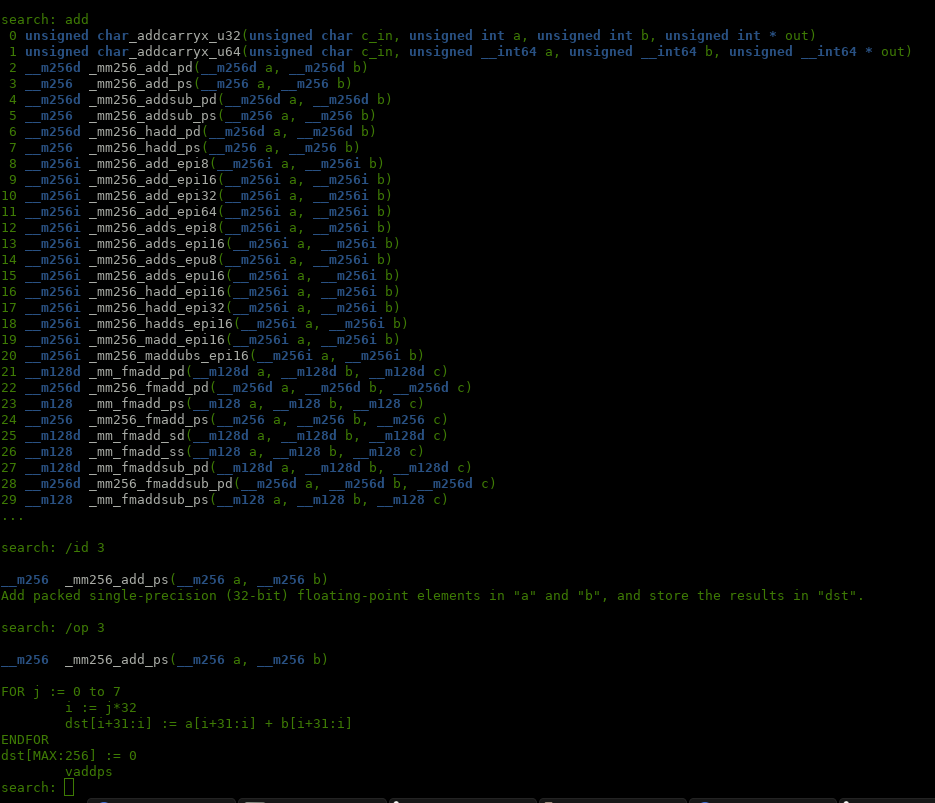 search: add
 0 unsigned char_addcarryx_u32(unsigned char c_in, unsigned int a, unsigned int b, unsigned int * out)
 1 unsigned char_addcarryx_u64(unsigned char c_in, unsigned __int64 a, unsigned __int64 b, unsigned __int64 * out)
 2 __m256d _mm256_add_pd(__m256d a, __m256d b)
 3 __m256  _mm256_add_ps(__m256 a, __m256 b)
 4 __m256d _mm256_addsub_pd(__m256d a, __m256d b)
 5 __m256  _mm256_addsub_ps(__m256 a, __m256 b)
 6 __m256d _mm256_hadd_pd(__m256d a, __m256d b)
 7 __m256  _mm256_hadd_ps(__m256 a, __m256 b)
 8 __m256i _mm256_add_epi8(__m256i a, __m256i b)
 9 __m256i _mm256_add_epi16(__m256i a, __m256i b)
10 __m256i _mm256_add_epi32(__m256i a, __m256i b)
11 __m256i _mm256_add_epi64(__m256i a, __m256i b)
12 __m256i _mm256_adds_epi8(__m256i a, __m256i b)
13 __m256i _mm256_adds_epi16(__m256i a, __m256i b)
14 __m256i _mm256_adds_epu8(__m256i a, __m256i b)
15 __m256i _mm256_adds_epu16(__m256i a, __m256i b)
16 __m256i _mm256_hadd_epi16(__m256i a, __m256i b)
17 __m256i _mm256_hadd_epi32(__m256i a, __m256i b)
18 __m256i _mm256_hadds_epi16(__m256i a, __m256i b)
19 __m256i _mm256_madd_epi16(__m256i a, __m256i b)
20 __m256i _mm256_maddubs_epi16(__m256i a, __m256i b)
21 __m128d _mm_fmadd_pd(__m128d a, __m128d b, __m128d c)
22 __m256d _mm256_fmadd_pd(__m256d a, __m256d b, __m256d c)
23 __m128  _mm_fmadd_ps(__m128 a, __m128 b, __m128 c)
24 __m256  _mm256_fmadd_ps(__m256 a, __m256 b, __m256 c)
25 __m128d _mm_fmadd_sd(__m128d a, __m128d b, __m128d c)
26 __m128  _mm_fmadd_ss(__m128 a, __m128 b, __m128 c)
27 __m128d _mm_fmaddsub_pd(__m128d a, __m128d b, __m128d c)
28 __m256d _mm256_fmaddsub_pd(__m256d a, __m256d b, __m256d c)
29 __m128  _mm_fmaddsub_ps(__m128 a, __m128 b, __m128 c)
...
search: /id 3
__m256  _mm256_add_ps(__m256 a, __m256 b)
Add packed single-precision (32-bit) floating-point elements in "a" and "b", and store the results in "dst".
search: /op 3
__m256  _mm256_add_ps(__m256 a, __m256 b)
FOR j := 0 to 7
        i := j*32
        dst[i+31:i] := a[i+31:i] + b[i+31:i]
ENDFOR
dst[MAX:256] := 0
        vaddps
search: